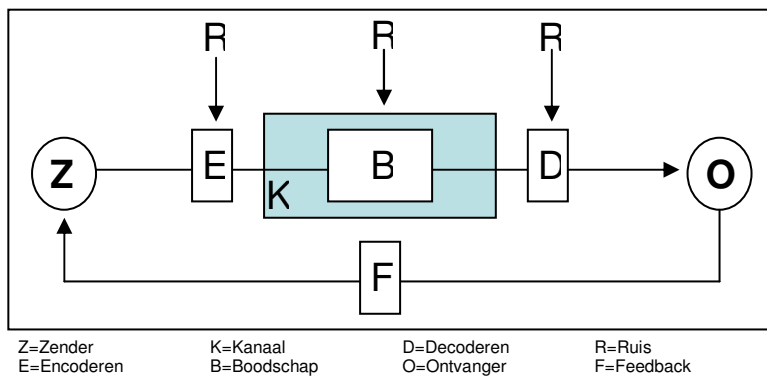 R R R
Z E B D O
K
F
Z=Zender K=Kanaal D=Decoderen R=Ruis
E=Encoderen B=Boodschap O=Ontvanger F=Feedback